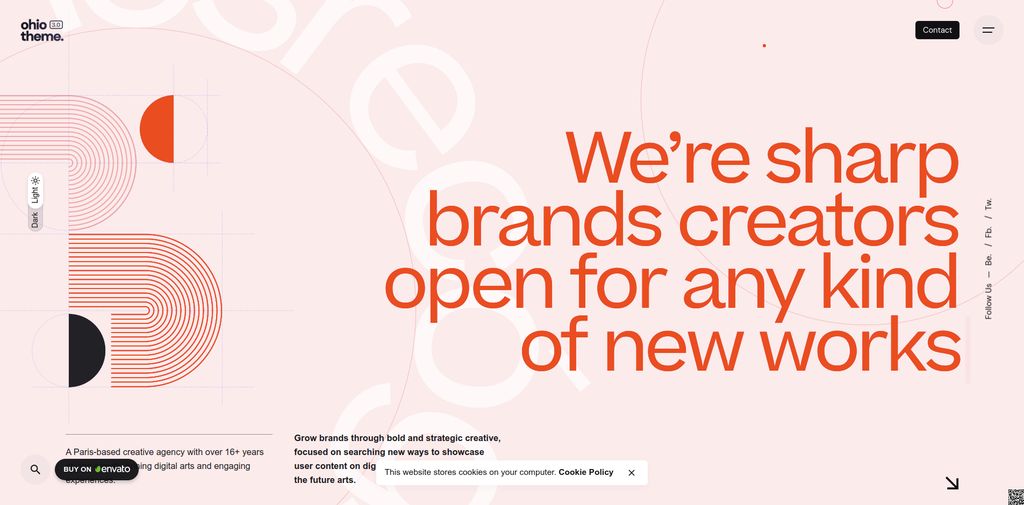 ohio 3.0
theme.
Contact
We're sharp
brands creators
open for any kind
of new works
Dark Light
Follow Us — Be. / Fb. / Tw.
A Paris-based creative agency with over 16+ years
ing digital arts and engaging
experiences.
Grow brands through bold and strategic creative,
focused on searching new ways to showcase
user content on dig
the future arts.
BUY ON envato
This website stores cookies on your computer. Cookie Policy